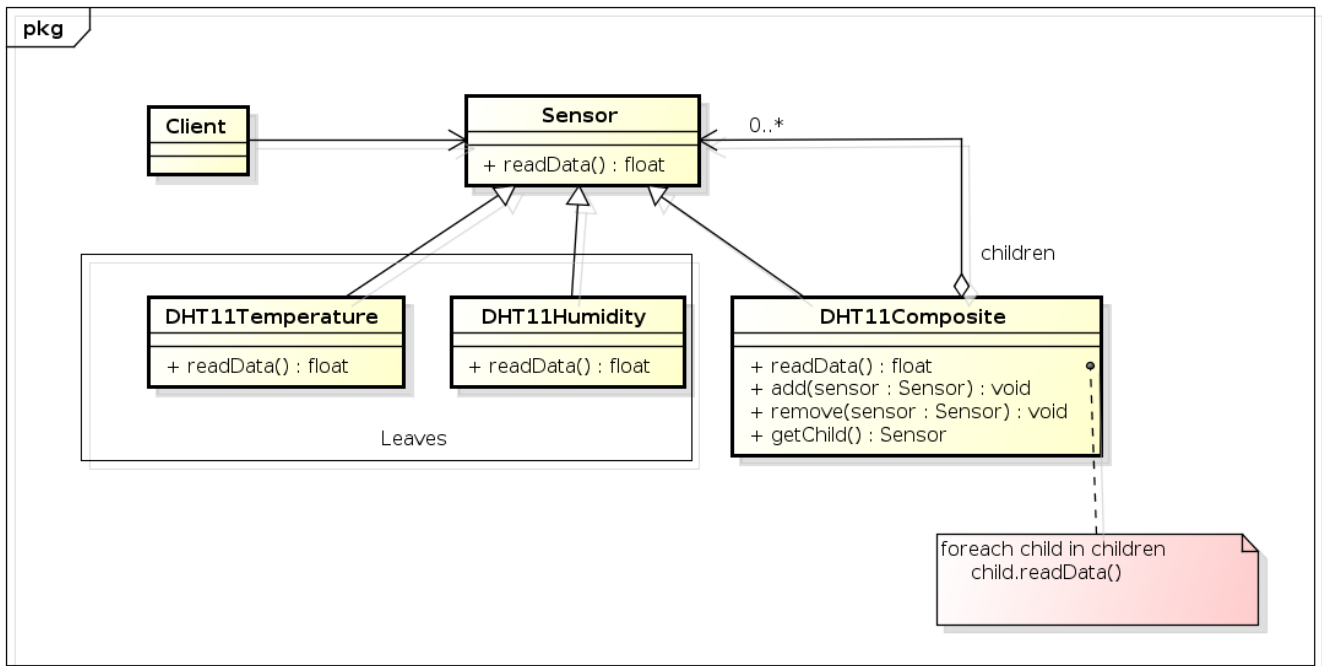 pkg
Client
Sensor
+ readData() : float
0..*
children
DHT11Temperature
+ readData() : float
DHT11Humidity
+ readData() : float
Leaves
DHT11Composite
+ readData() : float
+ add(sensor : Sensor) : void
+ remove(sensor : Sensor) : void
+ getChild() : Sensor
foreach child in children
child.readData()